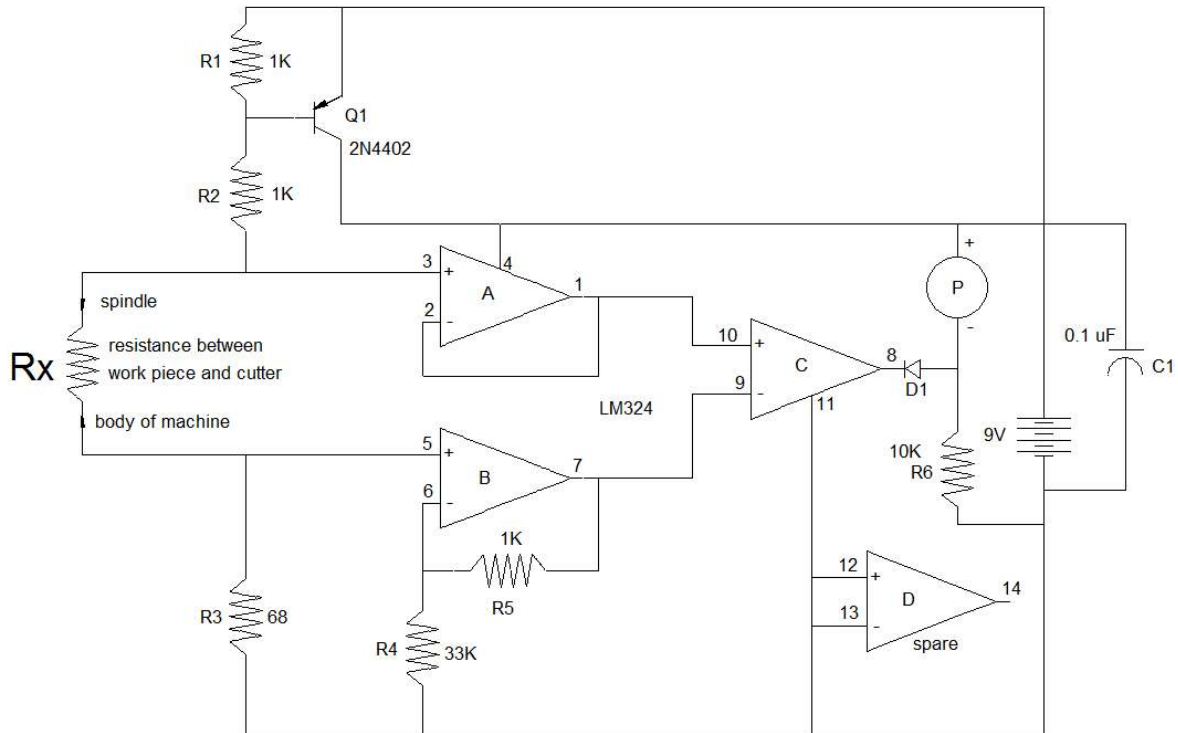 R1
1K
Q1
2N4402
R2
1K
3
+
4
1
A
2
-
+
P
-
spindle
Rx
resistance between
work piece and cutter
body of machine
10
+
C
8
9
-
11
D1
0.1 uF
C1
LM324
5
+
7
B
6
-
9V
10K
R6
1K
R5
12
+
14
D
13
-
spare
R3
68
R4
33K